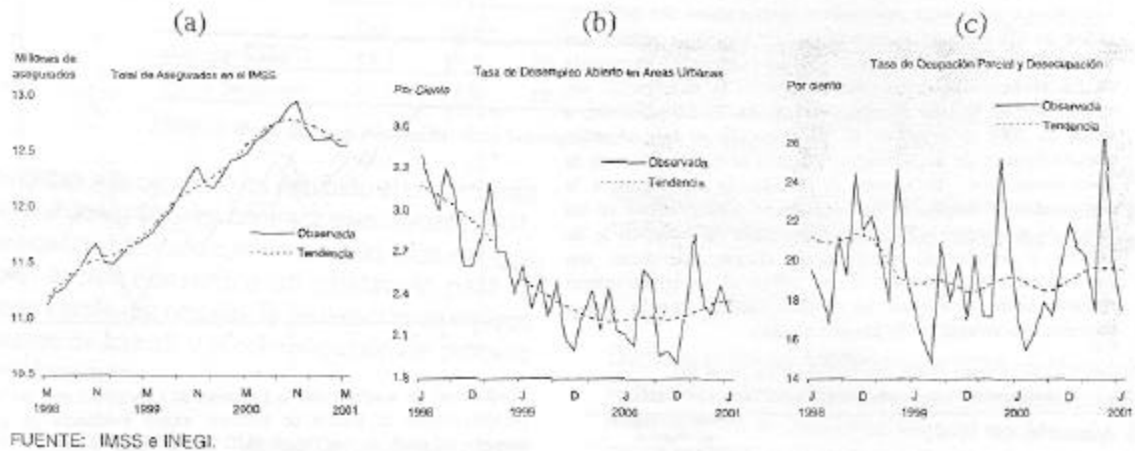 (a)
Millones de
asegurados
Total de Asegurados en el IMSS
13.0
12.5
12.0
11.5
11.0
10.5
Observada
Tendencia
M N M N M N M
1998 1999 2000 2001
(b)
Tasa de Desempleo Abierto en Areas Urbanas
Por Ciento
3.6
3.3
3.0
2.7
2.4
2.1
1.8
Observada
Tendencia
J D J D J D
1998 1999 2000 2001
(c)
Tasa de Ocupación Parcial y Desocupación
Por ciento
26
24
22
20
18
16
14
Observada
Tendencia
J D J D J D
1998 1999 2000 2001
FUENTE: IMSS e INEGI.